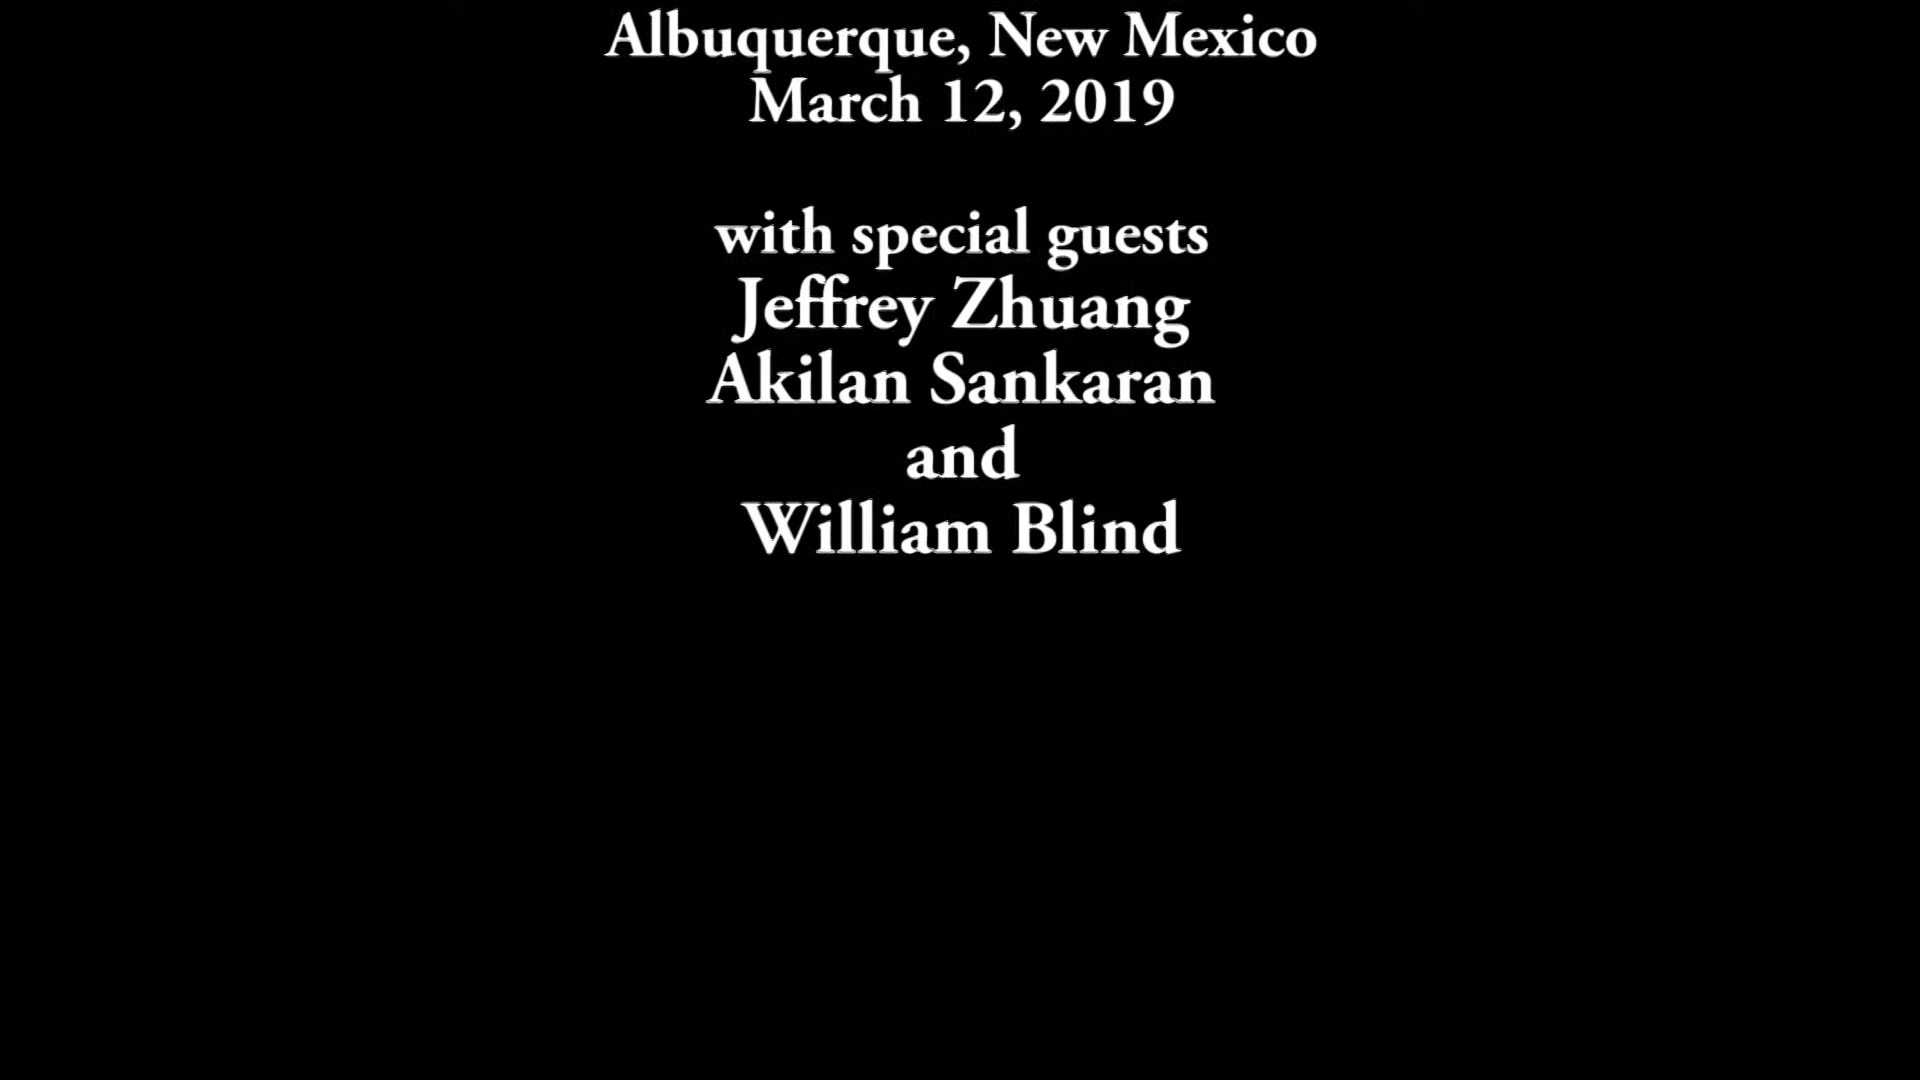 Albuquerque, New Mexico
March 12, 2019
with special guests
Jeffrey Zhuang
Akilan Sankaran
and
William Blind